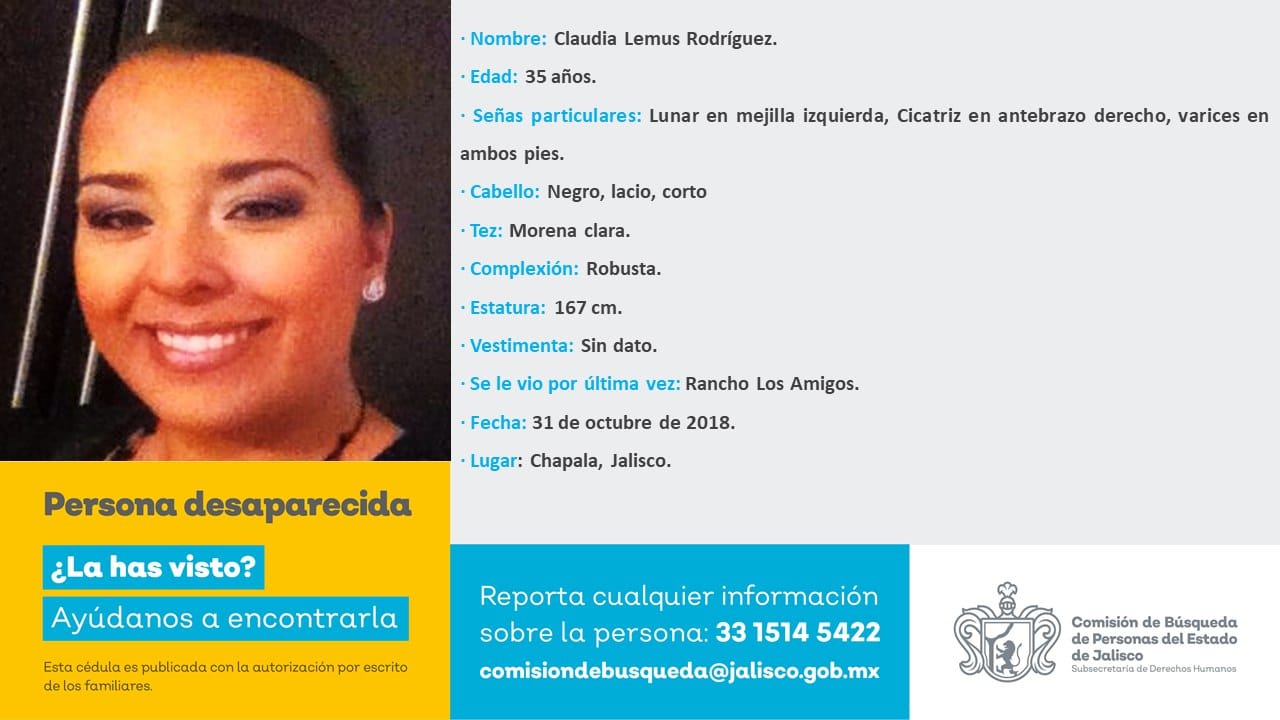 · Nombre: Claudia Lemus Rodríguez.
· Edad: 35 años.
· Señas particulares: Lunar en mejilla izquierda, Cicatriz en antebrazo derecho, varices en
ambos pies.
· Cabello: Negro, lacio, corto
· Tez: Morena clara.
· Complexión: Robusta.
· Estatura: 167 cm.
· Vestimenta: Sin dato.
· Se le vio por última vez: Rancho Los Amigos.
· Fecha: 31 de octubre de 2018.
· Lugar: Chapala, Jalisco.
Persona desaparecida
¿La has visto?
Ayúdanos a encontrarla
Esta cédula es publicada con la autorización por escrito
de los familiares.
Reporta cualquier información
sobre la persona: 33 1514 5422
comisiondebusqueda@jalisco.gob.mx
Comisión de Búsqueda
de Personas del Estado
de Jalisco
Subsecretaría de Derechos Humanos